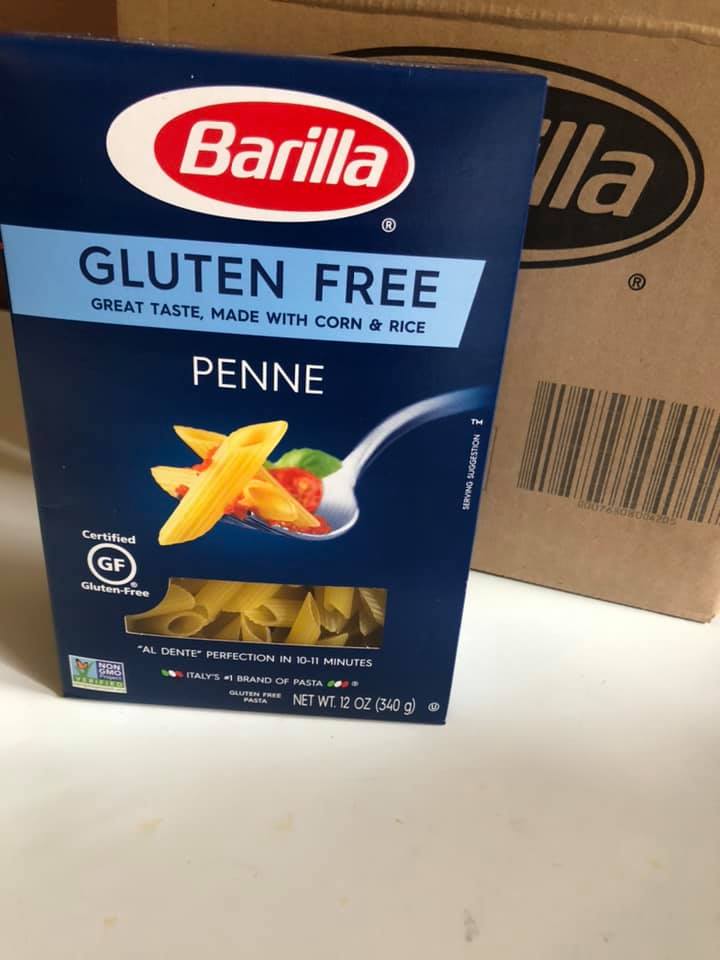 Barilla
®
GLUTEN FREE
GREAT TASTE, MADE WITH CORN & RICE
PENNE
TM
SERVING SUGGESTION
Certified
GF
®
Gluten-Free
"AL DENTE" PERFECTION IN 10-11 MINUTES
NON
GMO
Project
VERIFIED
ITALY'S #1 BRAND OF PASTA ®
GLUTEN FREE
PASTA
NET WT. 12 OZ (340 g)
illa
®